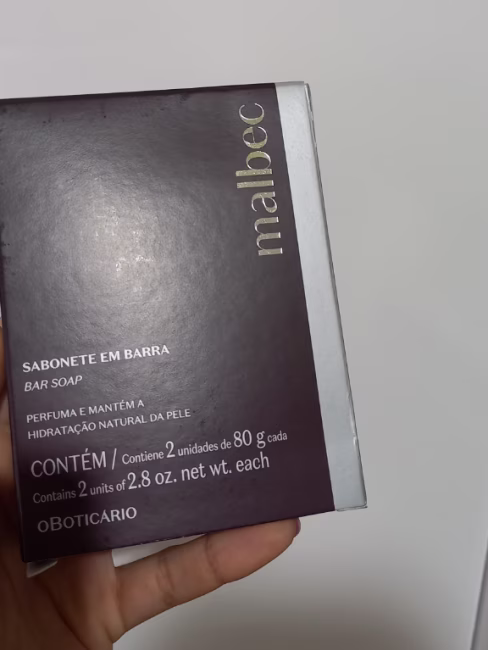 malbec
SABONETE EM BARRA
BAR SOAP
PERFUMA E MANTÉM A
HIDRATAÇÃO NATURAL DA PELE
CONTÉM / Contiene 2 unidades de 80 g cada
Contains 2 units of 2.8 oz. net wt. each
oBOTICÁRIO